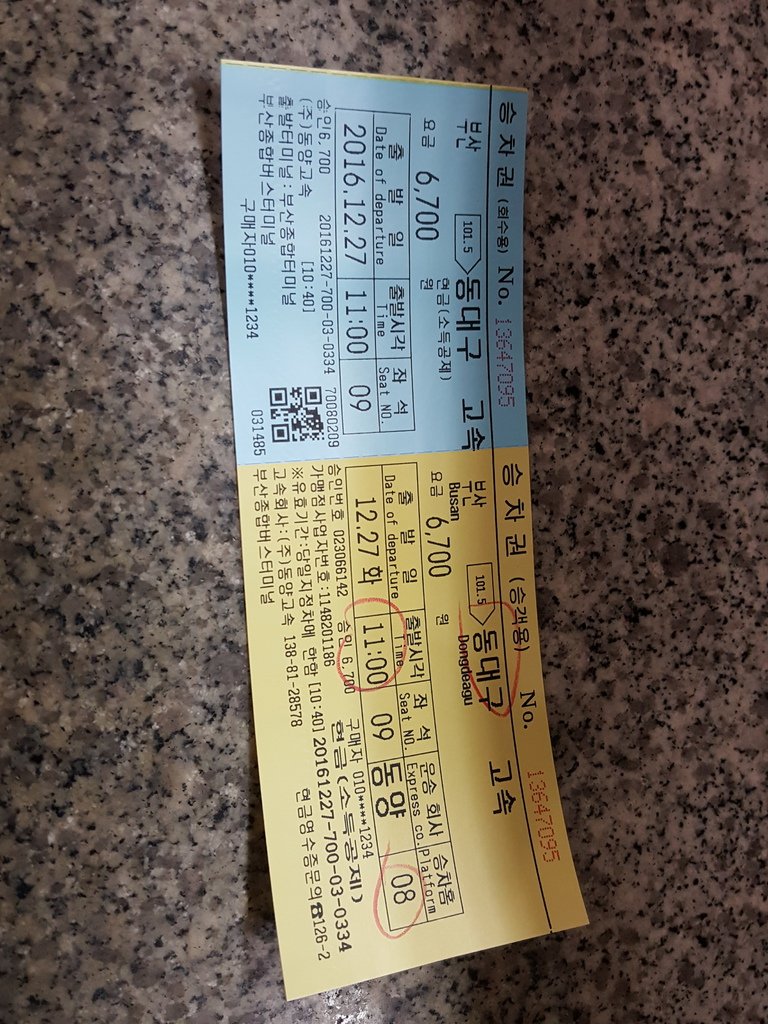 승 차 권 (회수용) No. 13647095
부산 101.5 동대구 고속
요금 6,700 원 현금(소득공제)
출 발 일 출발시각 좌 석
Date of departure Time Seat NO.
2016.12.27 11:00 09
승인6,700 20161227-700-03-0334 70080209
(주)동양고속 [10:40]
출발터미널:부산종합터미널
부산종합버스터미널
구매자010****1234
031485
승 차 권 (승객용) No. 13647095
부산 101.5 동대구 고속
Busan Dongdeagu
요금 6,700 원
출 발 일 출발시각 좌 석 운송 회사 승차홈
Date of departure Time Seat NO. Express co. Platform
12.27 화 11:00 09 동양 08
승인번호 023066142 승인 6,700 구매자 010****1234
가맹점사업자번호:1148201186 현금(소득공제)
※유효기간:당일지정차에 한함 [10:40] 20161227-700-03-0334
고속회사:(주)동양고속 138-81-28578 현금영수증문의☎126-2
부산종합버스터미널